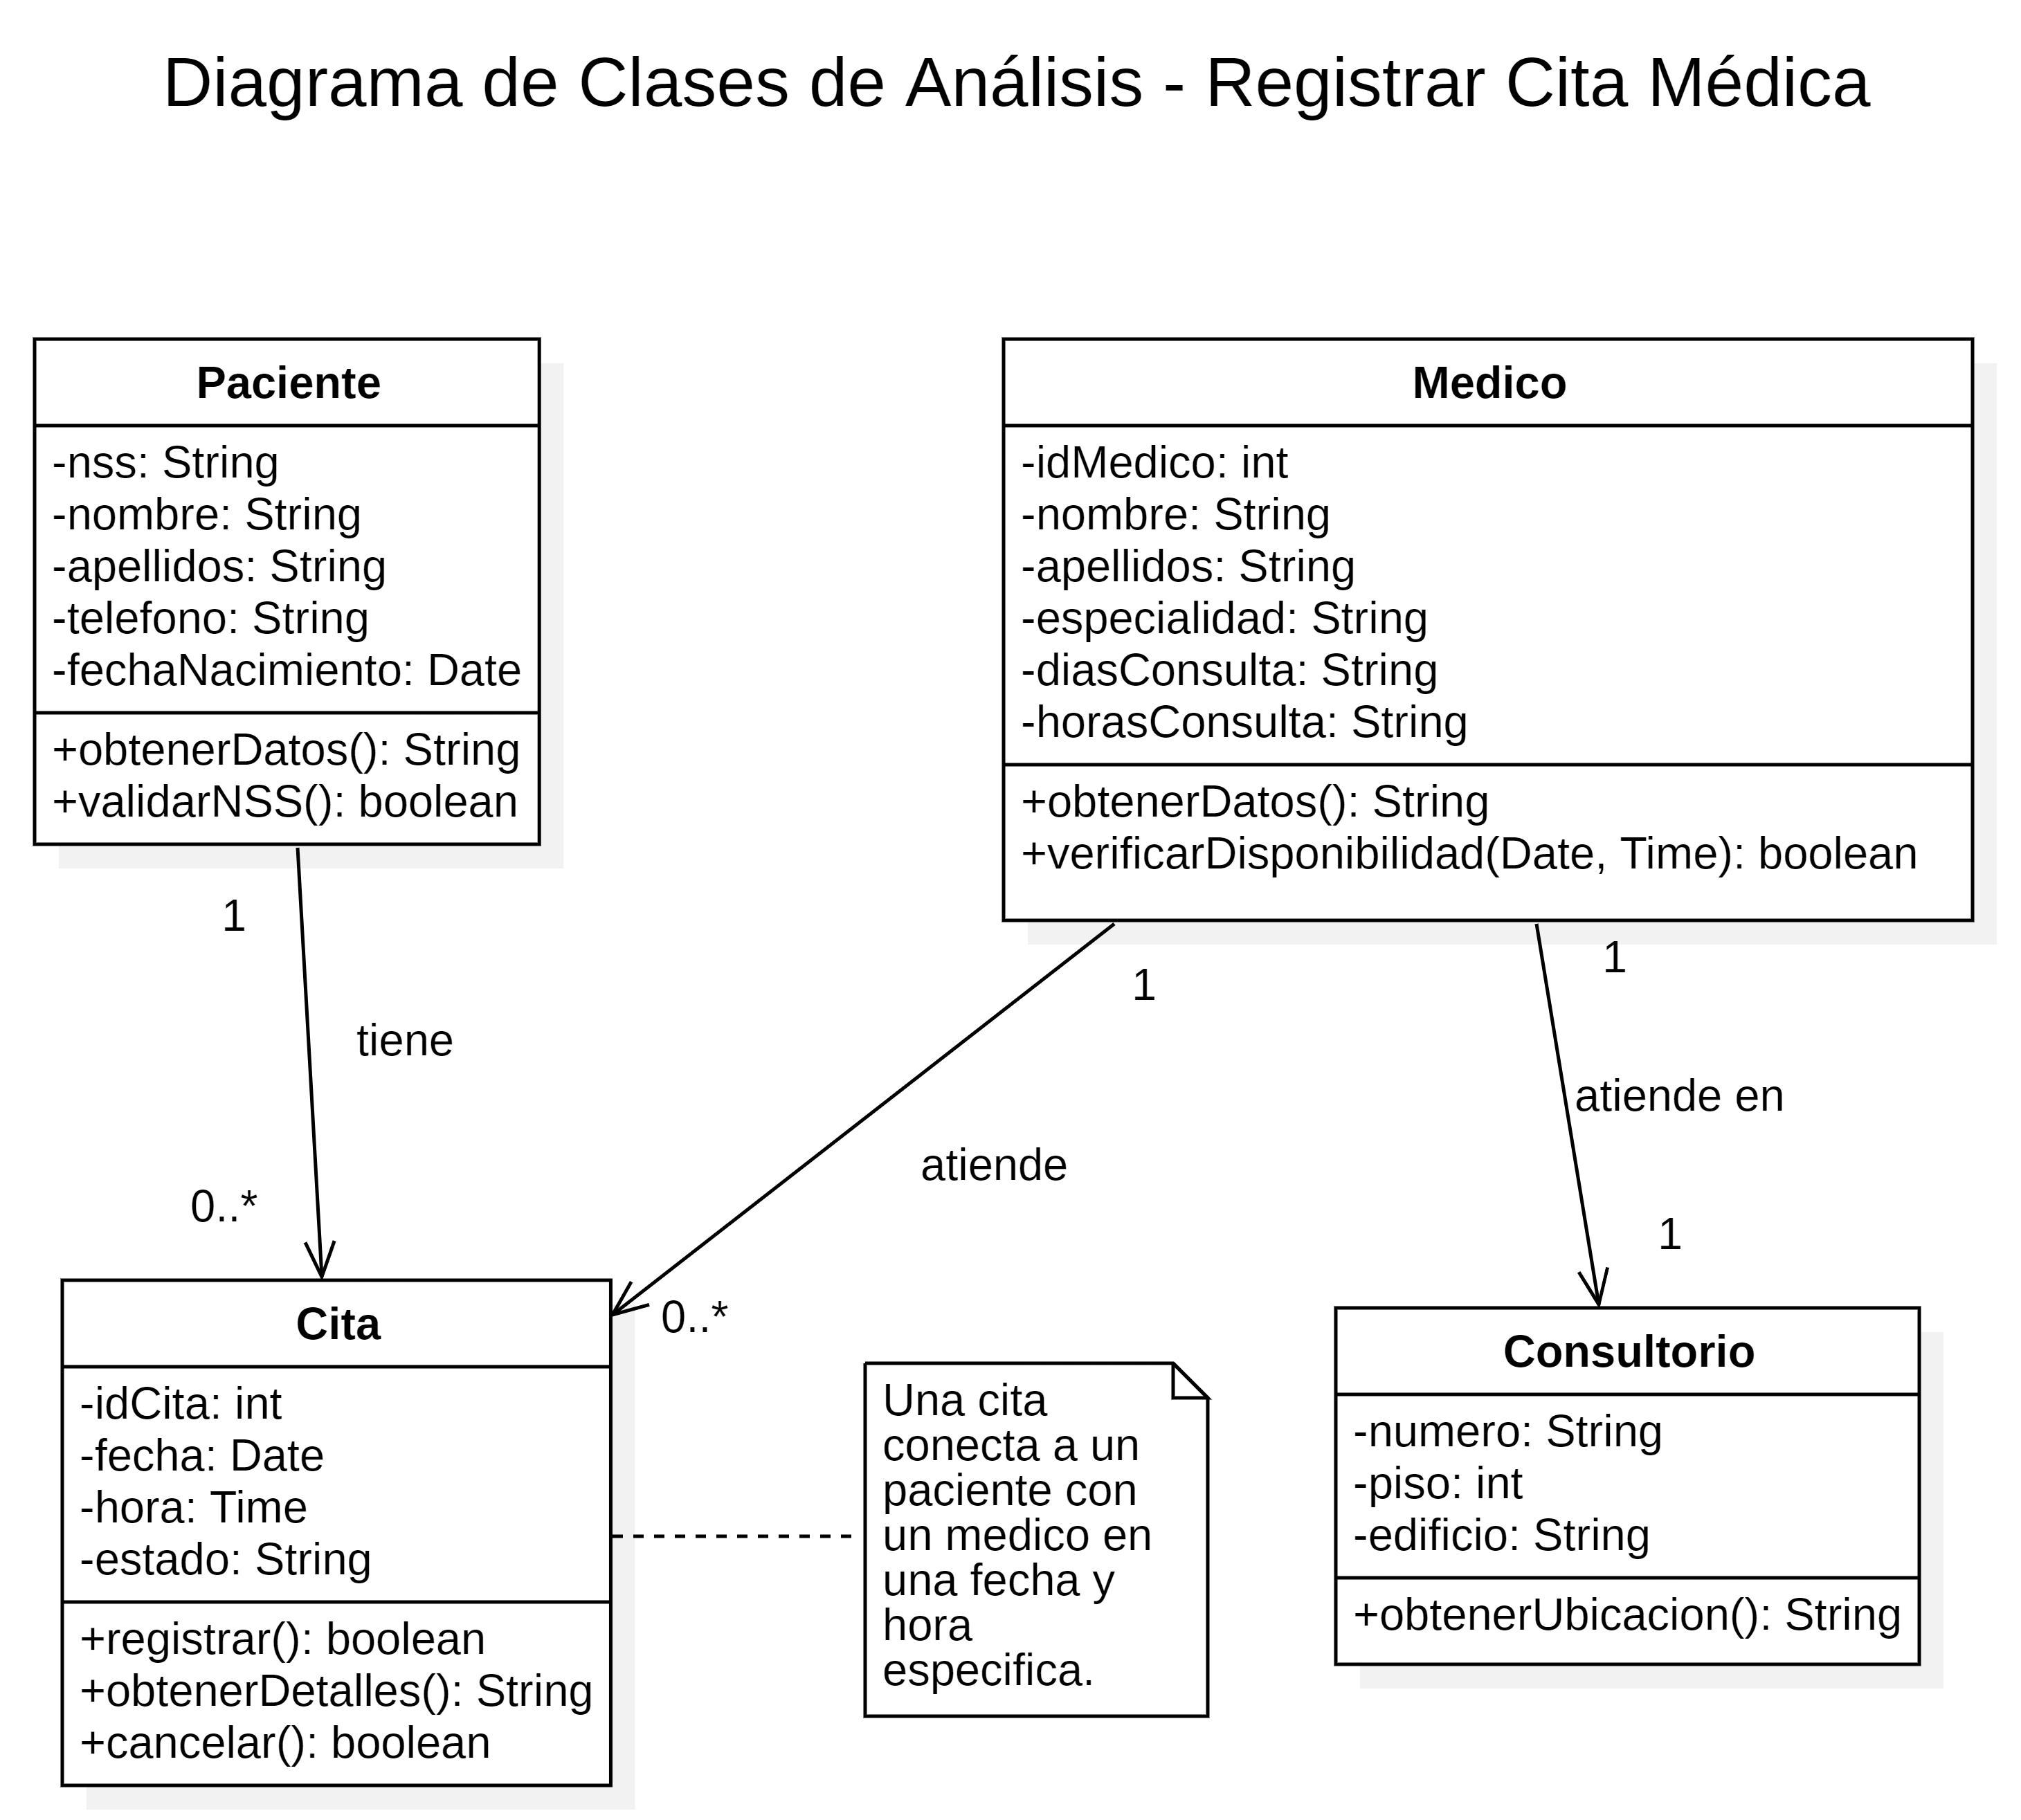 Diagrama de Clases de Análisis - Registrar Cita Médica
Paciente
-nss: String
-nombre: String
-apellidos: String
-telefono: String
-fechaNacimiento: Date
+obtenerDatos(): String
+validarNSS(): boolean
Medico
-idMedico: int
-nombre: String
-apellidos: String
-especialidad: String
-diasConsulta: String
-horasConsulta: String
+obtenerDatos(): String
+verificarDisponibilidad(Date, Time): boolean
1
tiene
0..*
1
atiende
0..*
1
atiende en
1
Cita
-idCita: int
-fecha: Date
-hora: Time
-estado: String
+registrar(): boolean
+obtenerDetalles(): String
+cancelar(): boolean
Una cita
conecta a un
paciente con
un medico en
una fecha y
hora
especifica.
Consultorio
-numero: String
-piso: int
-edificio: String
+obtenerUbicacion(): String